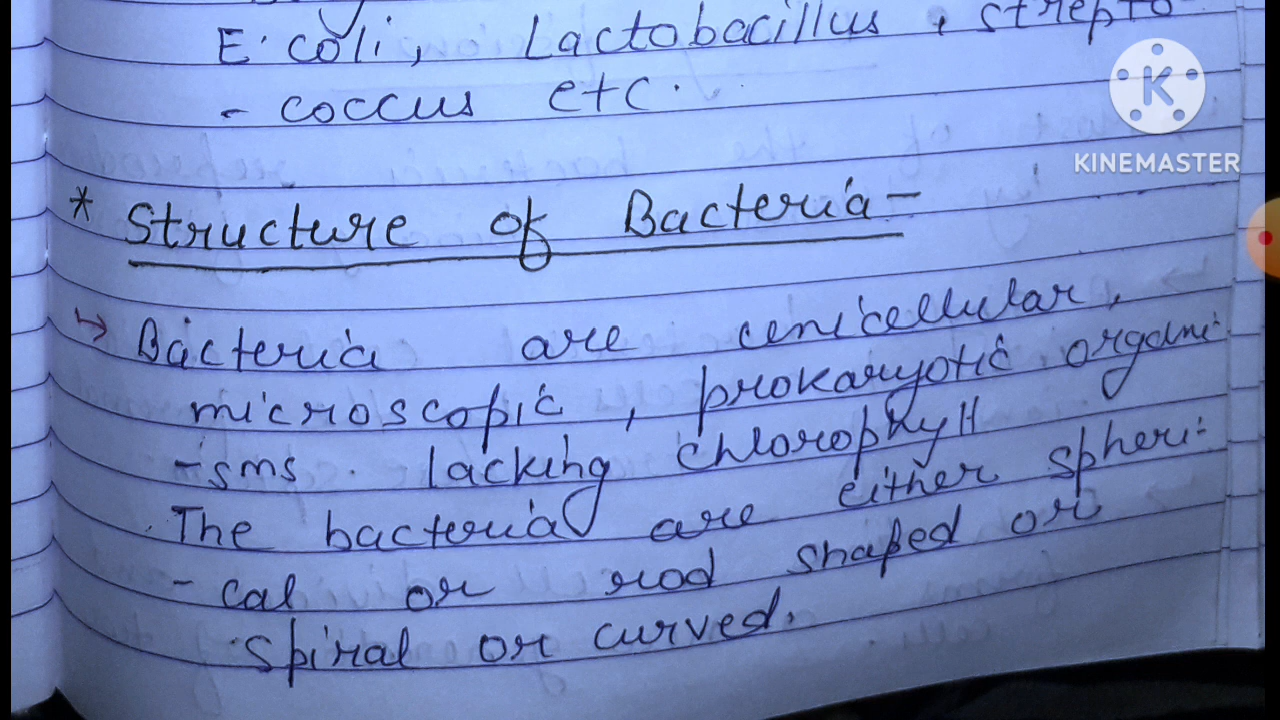 E. coli, Lactobacillus, strepto
- coccus etc.
K
KINEMASTER
* Structure of Bacteria-
↳ Bacteria are cenicellular,
microscopic, prokaryotic organi-
-sms. lacking chlorophyll
The bacteria are either spheri-
- cal or rod shaped or
spiral or curved.